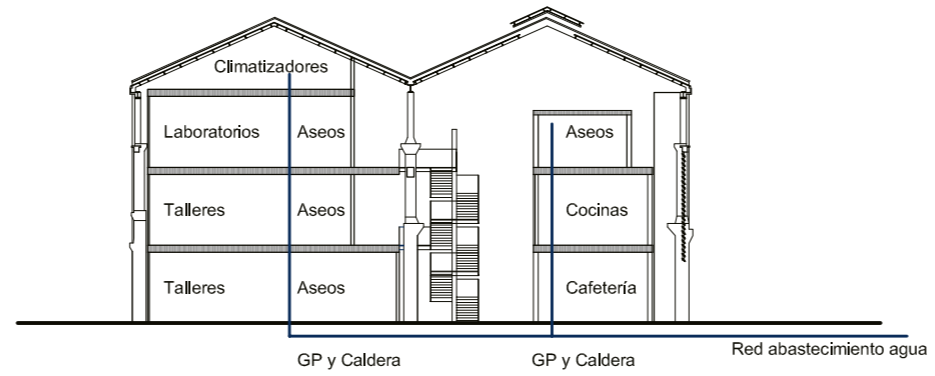 Climatizadores
Laboratorios Aseos Aseos
Talleres Aseos Cocinas
Talleres Aseos Cafetería
Red abastecimiento agua
GP y Caldera GP y Caldera